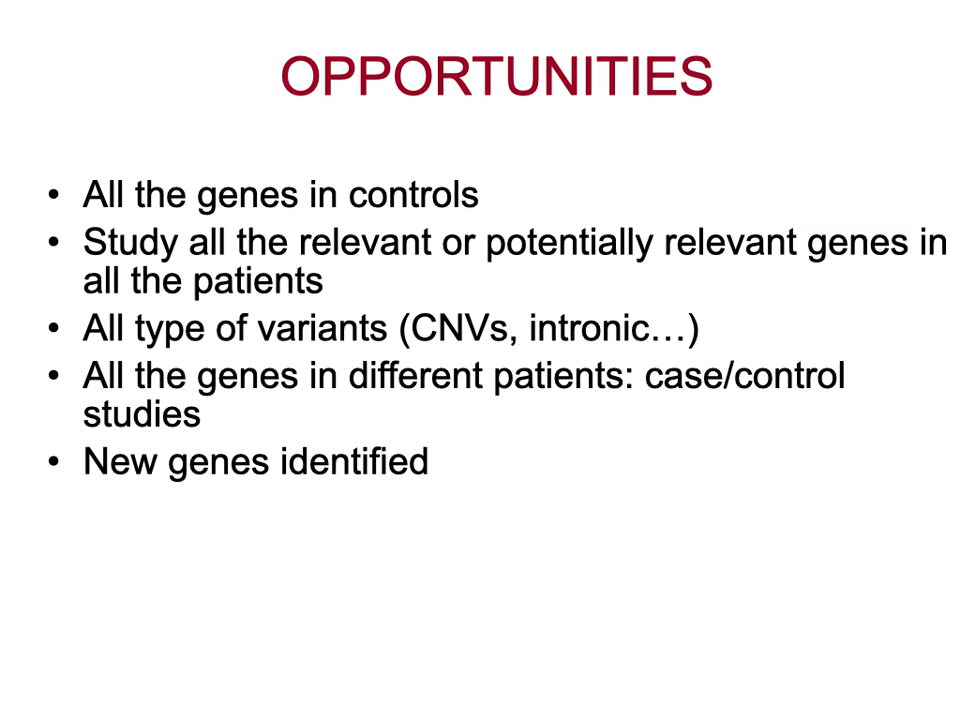 OPPORTUNITIES
• All the genes in controls
• Study all the relevant or potentially relevant genes in
all the patients
• All type of variants (CNVs, intronic…)
• All the genes in different patients: case/control
studies
• New genes identified